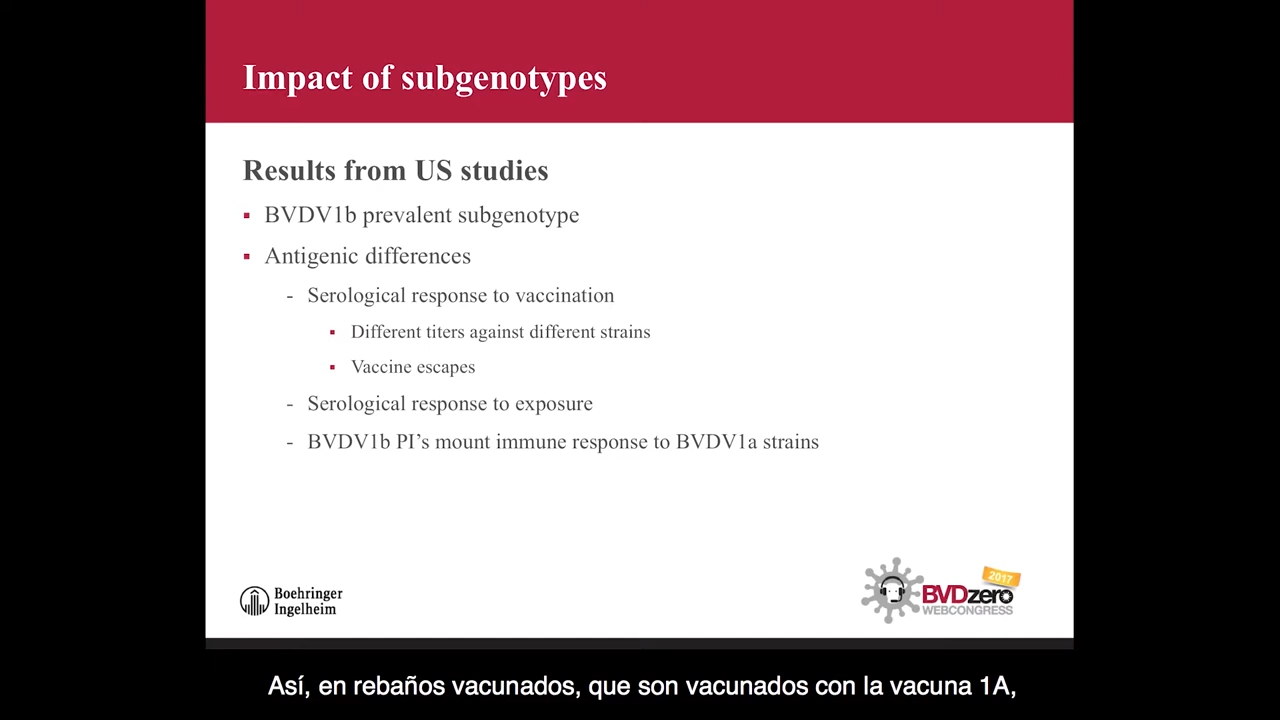 Impact of subgenotypes
Results from US studies
▪ BVDV1b prevalent subgenotype
▪ Antigenic differences
- Serological response to vaccination
▪ Different titers against different strains
▪ Vaccine escapes
- Serological response to exposure
- BVDV1b PI’s mount immune response to BVDV1a strains
Boehringer
Ingelheim
2017
BVDzero
WEBCONGRESS
Así, en rebaños vacunados, que son vacunados con la vacuna 1A,